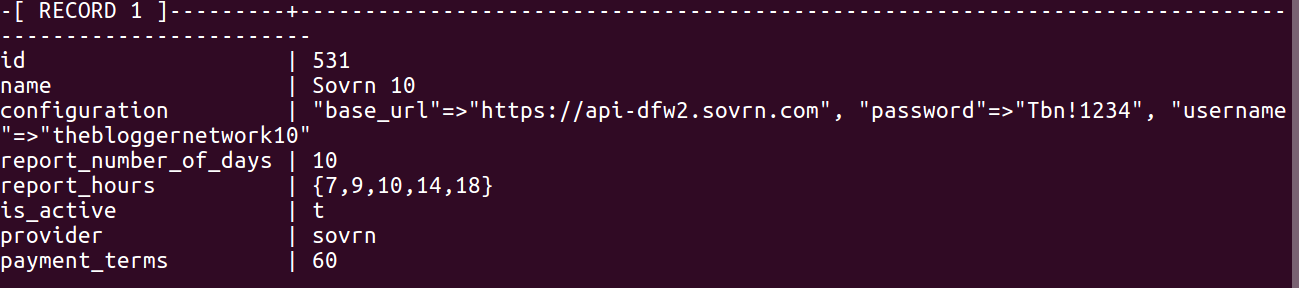 -[ RECORD 1 ]---------+----------------------------------------------------------------------------
------------------------
id                    | 531
name                  | Sovrn 10
configuration         | "base_url"=>"https://api-dfw2.sovrn.com", "password"=>"Tbn!1234", "username
"=>"thebloggernetwork10"
report_number_of_days | 10
report_hours          | {7,9,10,14,18}
is_active             | t
provider              | sovrn
payment_terms         | 60